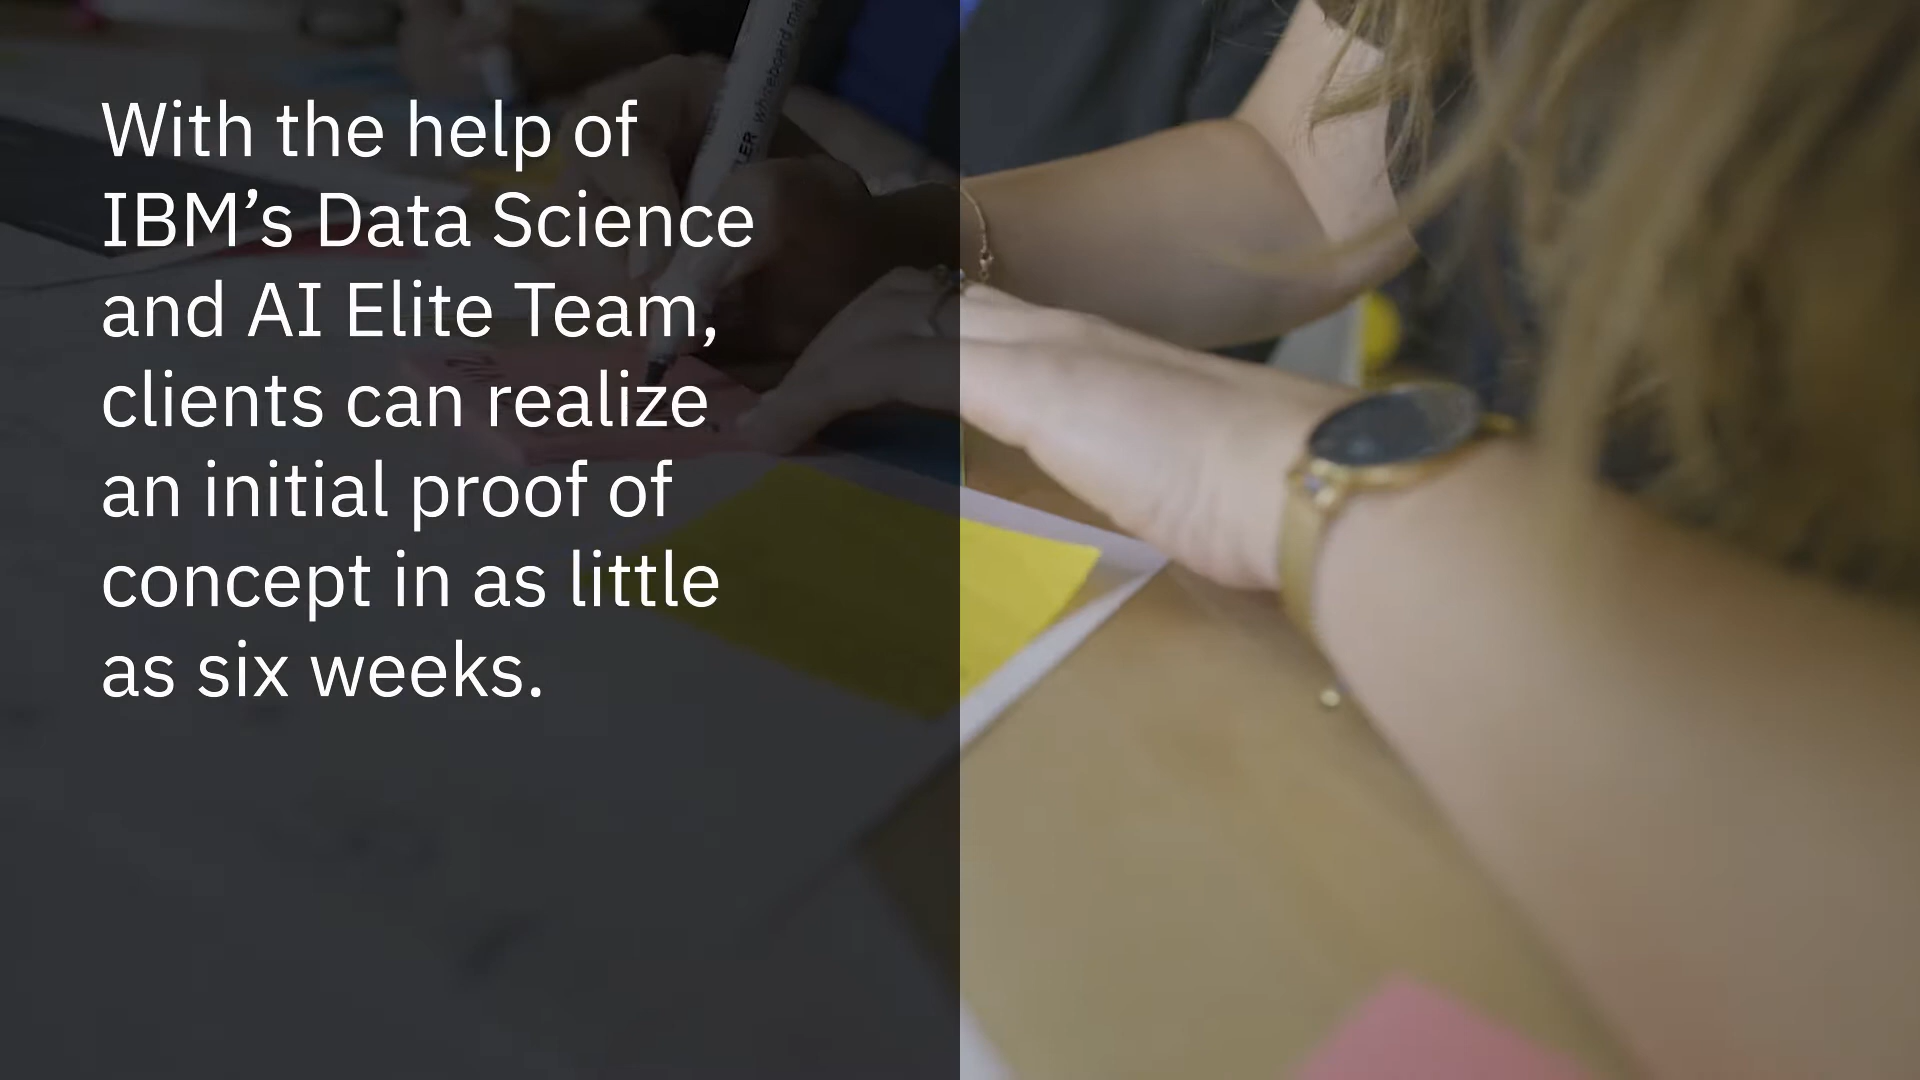 With the help of
IBM’s Data Science
and AI Elite Team,
clients can realize
an initial proof of
concept in as little
as six weeks.
whiteboard